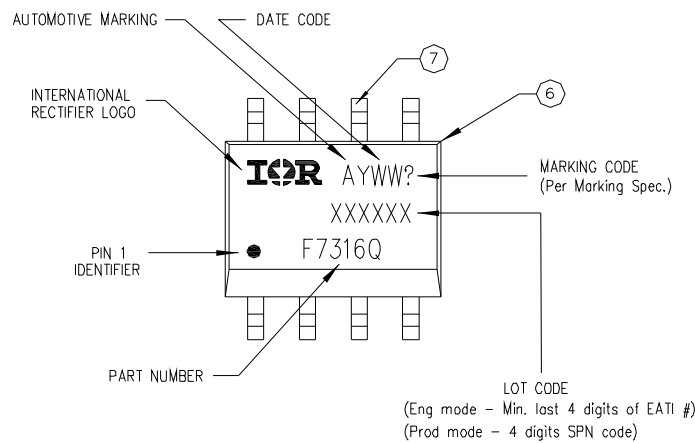 AUTOMOTIVE MARKING
DATE CODE
7
INTERNATIONAL
RECTIFIER LOGO
6
IOR AYWW?
MARKING CODE
(Per Marking Spec.)
XXXXXX
PIN 1
IDENTIFIER
F7316Q
PART NUMBER
LOT CODE
(Eng mode – Min. last 4 digits of EATI #)
(Prod mode – 4 digits SPN code)